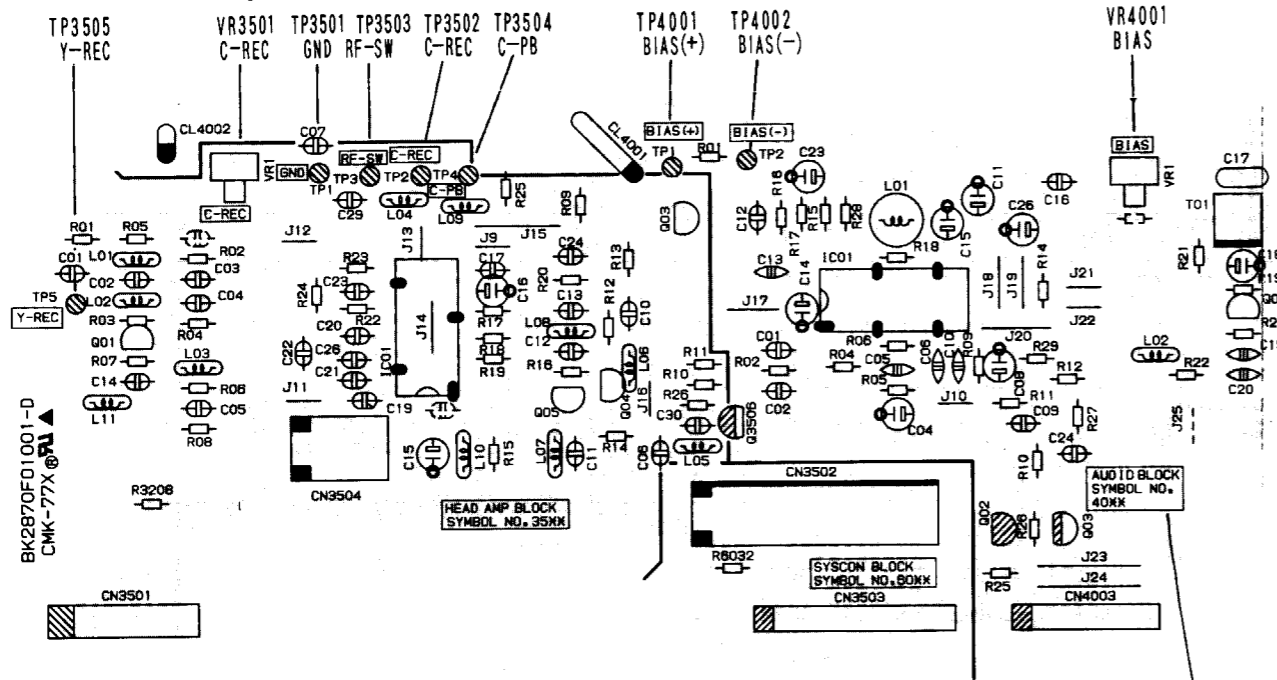 TP3505
Y-REC
VR3501
C-REC
TP3501
GND
TP3503
RF-SW
TP3502
C-REC
TP3504
C-PB
TP4001
BIAS(+)
TP4002
BIAS(-)
VR4001
BIAS
CL4002
C07
VR1
GND
TP1
RF-SW
TP3
C-REC
TP2
TP4
C-PB
CL4001
BIAS(+)
TP1
R01
BIAS(-)
TP2
C23
BIAS
VR1
C17
T01
C-REC
C29
L04
L09
R25
R09
Q03
C12
R16
R17
R15
R28
L01
C15
C11
C26
C16
R01
R05
R02
J12
J13
J9
J15
R18
R14
R21
C01
L01
C02
C03
R23
C17
C24
R13
C13
C14
IC01
J18
J19
J21
TP5
Y-REC
L02
C04
R24
C23
R22
C16
R20
C13
R12
C10
J17
J22
R03
Q01
R04
C20
J14
R17
L08
C12
C01
R06
C06
C10
J20
R07
L03
C22
C26
R18
R16
L06
R11
R02
R04
C05
R29
L02
R22
C14
R06
C21
IC01
R19
R10
R05
C08
R12
C20
L11
C05
J11
C19
Q05
Q04
J16
R26
C30
Q3506
C02
C04
J10
R11
C09
R27
J25
R08
C15
L10
R15
L07
C11
R14
C06
L05
R10
C24
BK2870F01001-D
CMK-77X
R3208
CN3504
HEAD AMP BLOCK
SYMBOL NO. 35XX
CN3502
AUDIO BLOCK
SYMBOL NO.
40XX
Q02
R26
Q03
R6032
SYSCON BLOCK
SYMBOL NO. 60XX
R25
J23
J24
CN3501
CN3503
CN4003